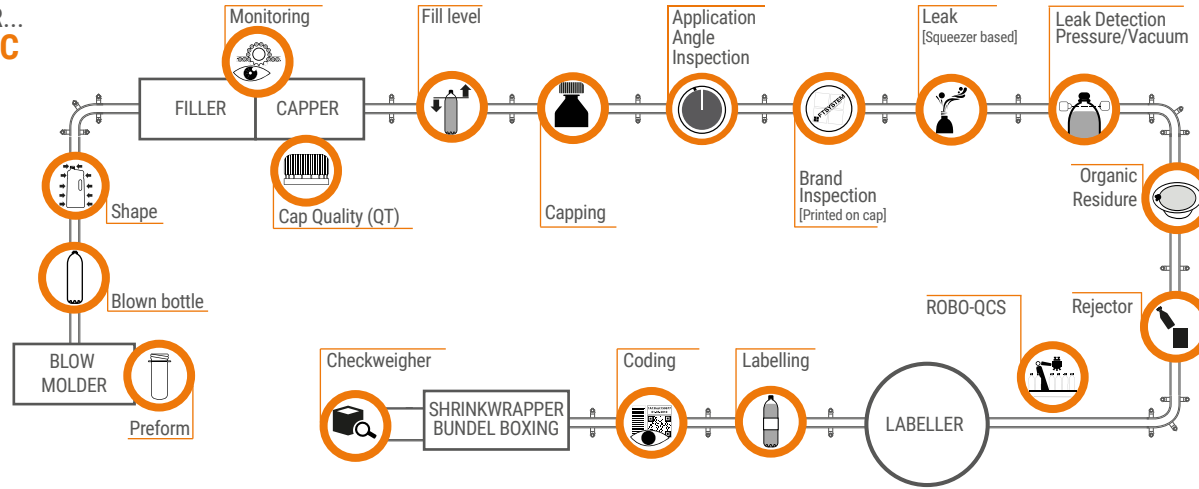 R...
C
Monitoring
Fill level
Application
Angle
Inspection
Leak
[Squeezer based]
Leak Detection
Pressure/Vacuum
FILLER
CAPPER
FTSYSTEM
Shape
Cap Quality (QT)
Capping
Brand
Inspection
[Printed on cap]
Organic
Residure
Blown bottle
ROBO-QCS
Rejector
BLOW
MOLDER
Preform
Checkweigher
Coding
Labelling
SHRINKWRAPPER
BUNDEL BOXING
LABELLER